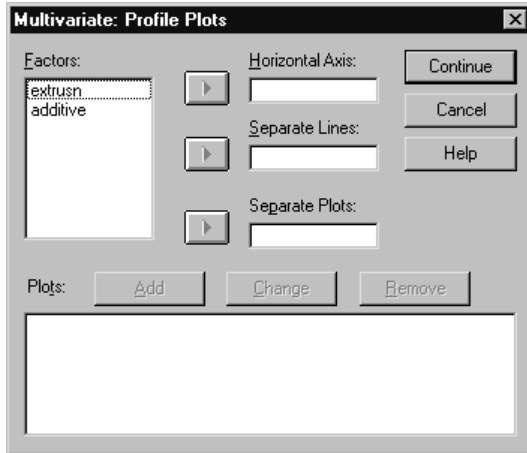 Multivariate: Profile Plots
Factors:
extrusn
additive
Horizontal Axis:
Separate Lines:
Separate Plots:
Continue
Cancel
Help
Plots:
Add
Change
Remove